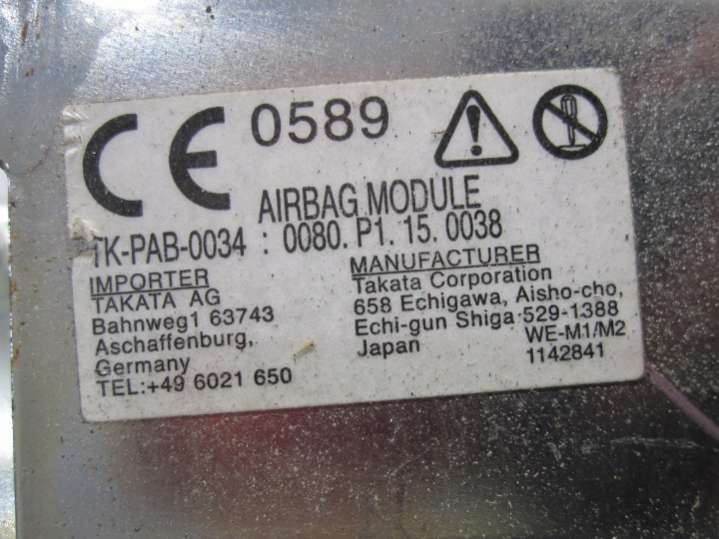 CE 0589
AIRBAG MODULE
TK-PAB-0034 : 0080. P1. 15. 0038
IMPORTER
TAKATA AG
Bahnweg1 63743
Aschaffenburg,
Germany
TEL:+49 6021 650
MANUFACTURER
Takata Corporation
658 Echigawa, Aisho-cho,
Echi-gun Shiga 529-1388
Japan
WE-M1/M2
1142841